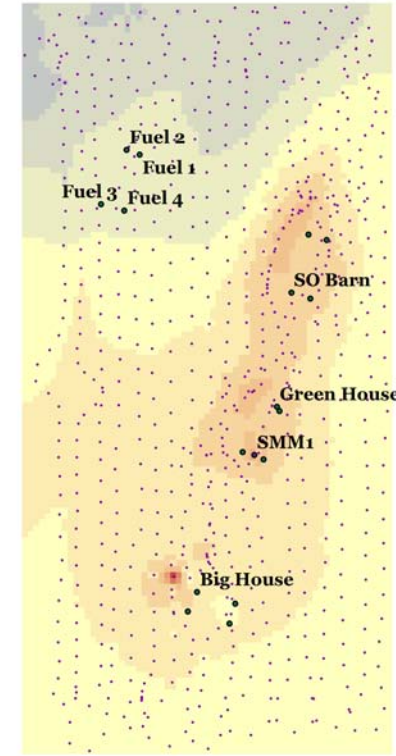 Fuel 2
Fuel 1
Fuel 3
Fuel 4
SO Barn
Green House
SMM1
Big House